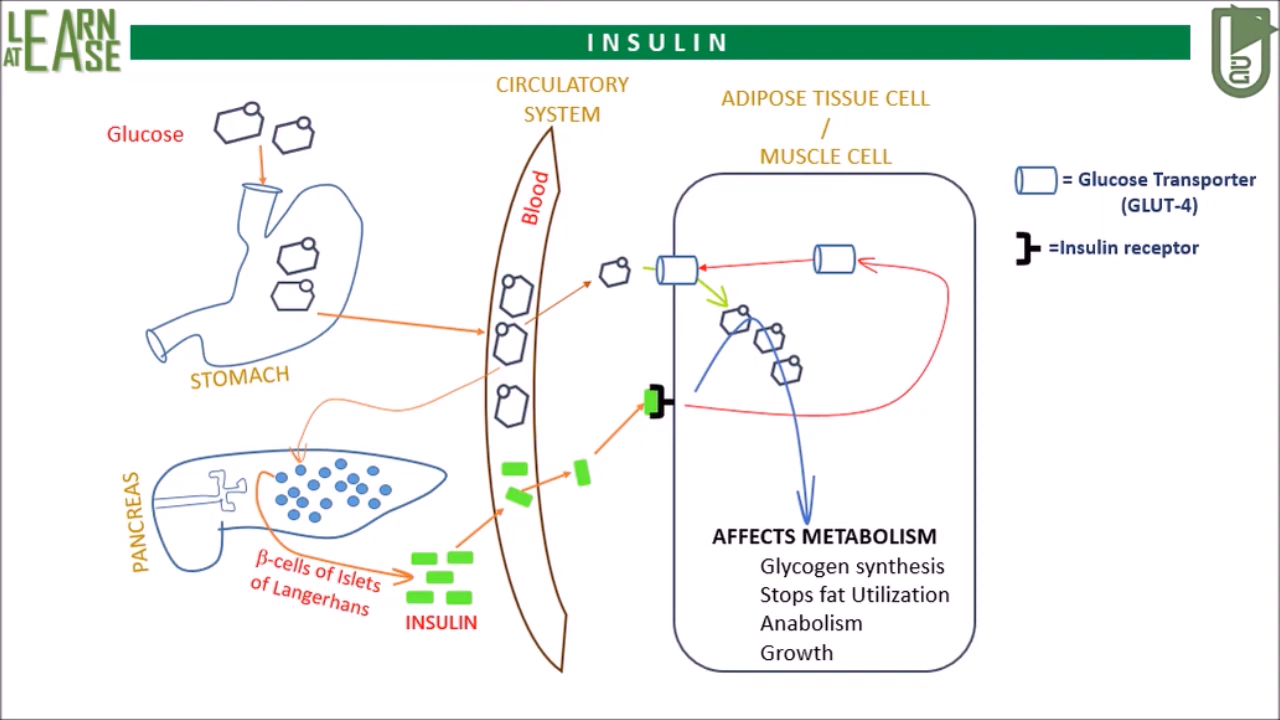 LEARN
AT EASE
INSULIN
CIRCULATORY
SYSTEM
ADIPOSE TISSUE CELL
/
MUSCLE CELL
Glucose
Blood
= Glucose Transporter
(GLUT-4)
=Insulin receptor
STOMACH
PANCREAS
β-cells of Islets
of Langerhans
INSULIN
AFFECTS METABOLISM
Glycogen synthesis
Stops fat Utilization
Anabolism
Growth